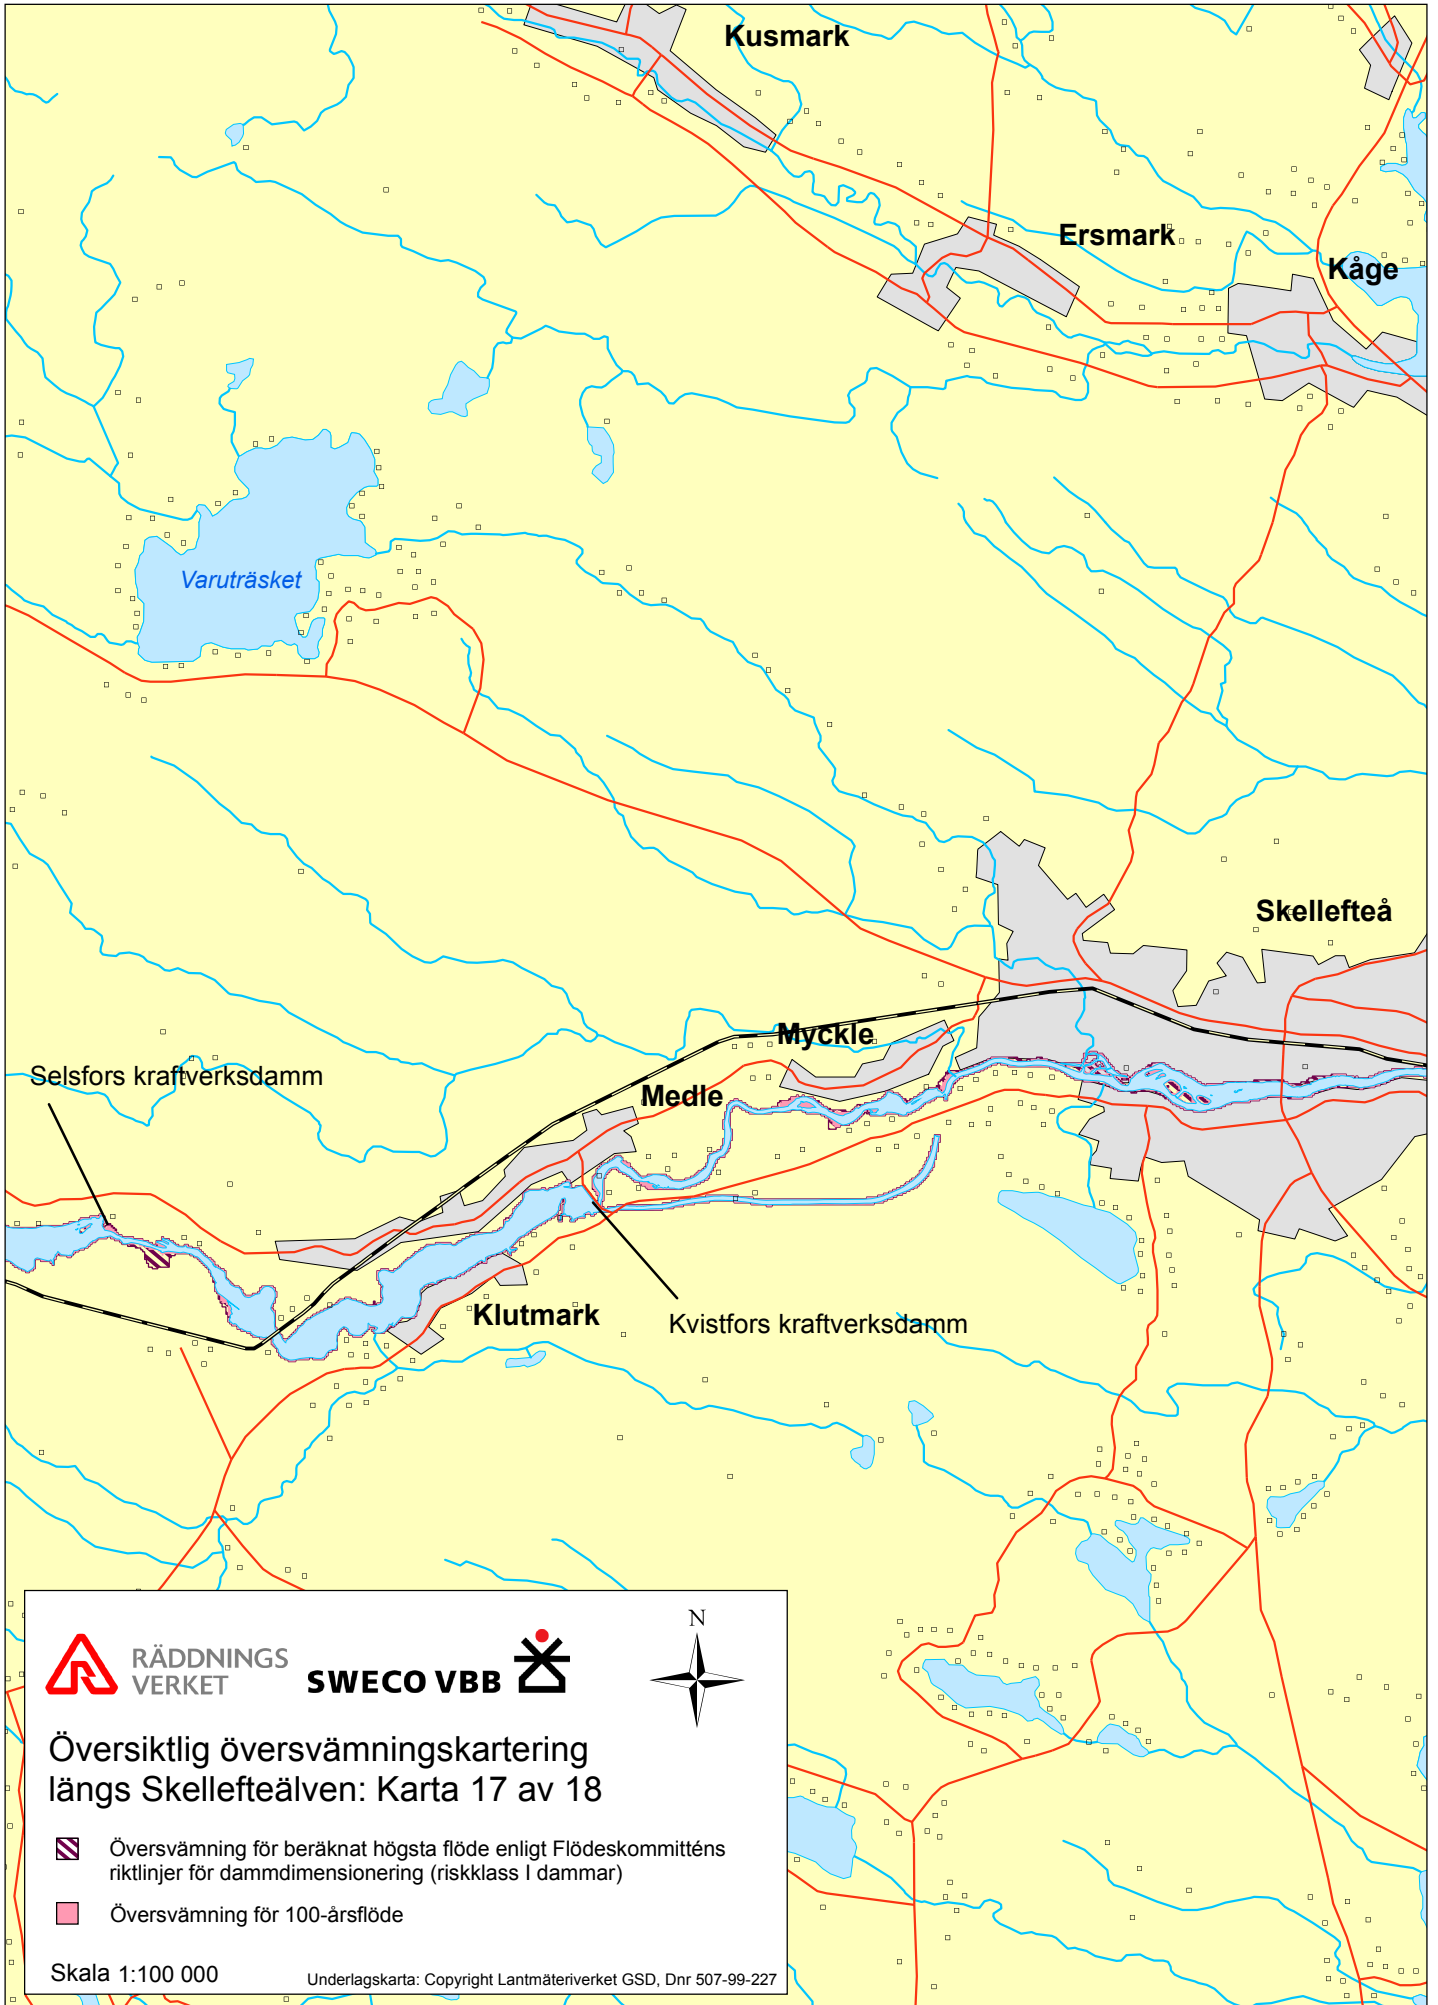 Kusmark
Ersmark
Kåge
Varuträsket
Skellefteå
Myckle
Selsfors kraftverksdamm
Medle
Klutmark
Kvistfors kraftverksdamm
N
RÄDDNINGS
VERKET
SWECO VBB
Översiktlig översvämningskartering
längs Skellefteälven: Karta 17 av 18
Översvämning för beräknat högsta flöde enligt Flödeskommitténs
riktlinjer för dammdimensionering (riskklass I dammar)
Översvämning för 100-årsflöde
Skala 1:100 000
Underlagskarta: Copyright Lantmäteriverket GSD, Dnr 507-99-227